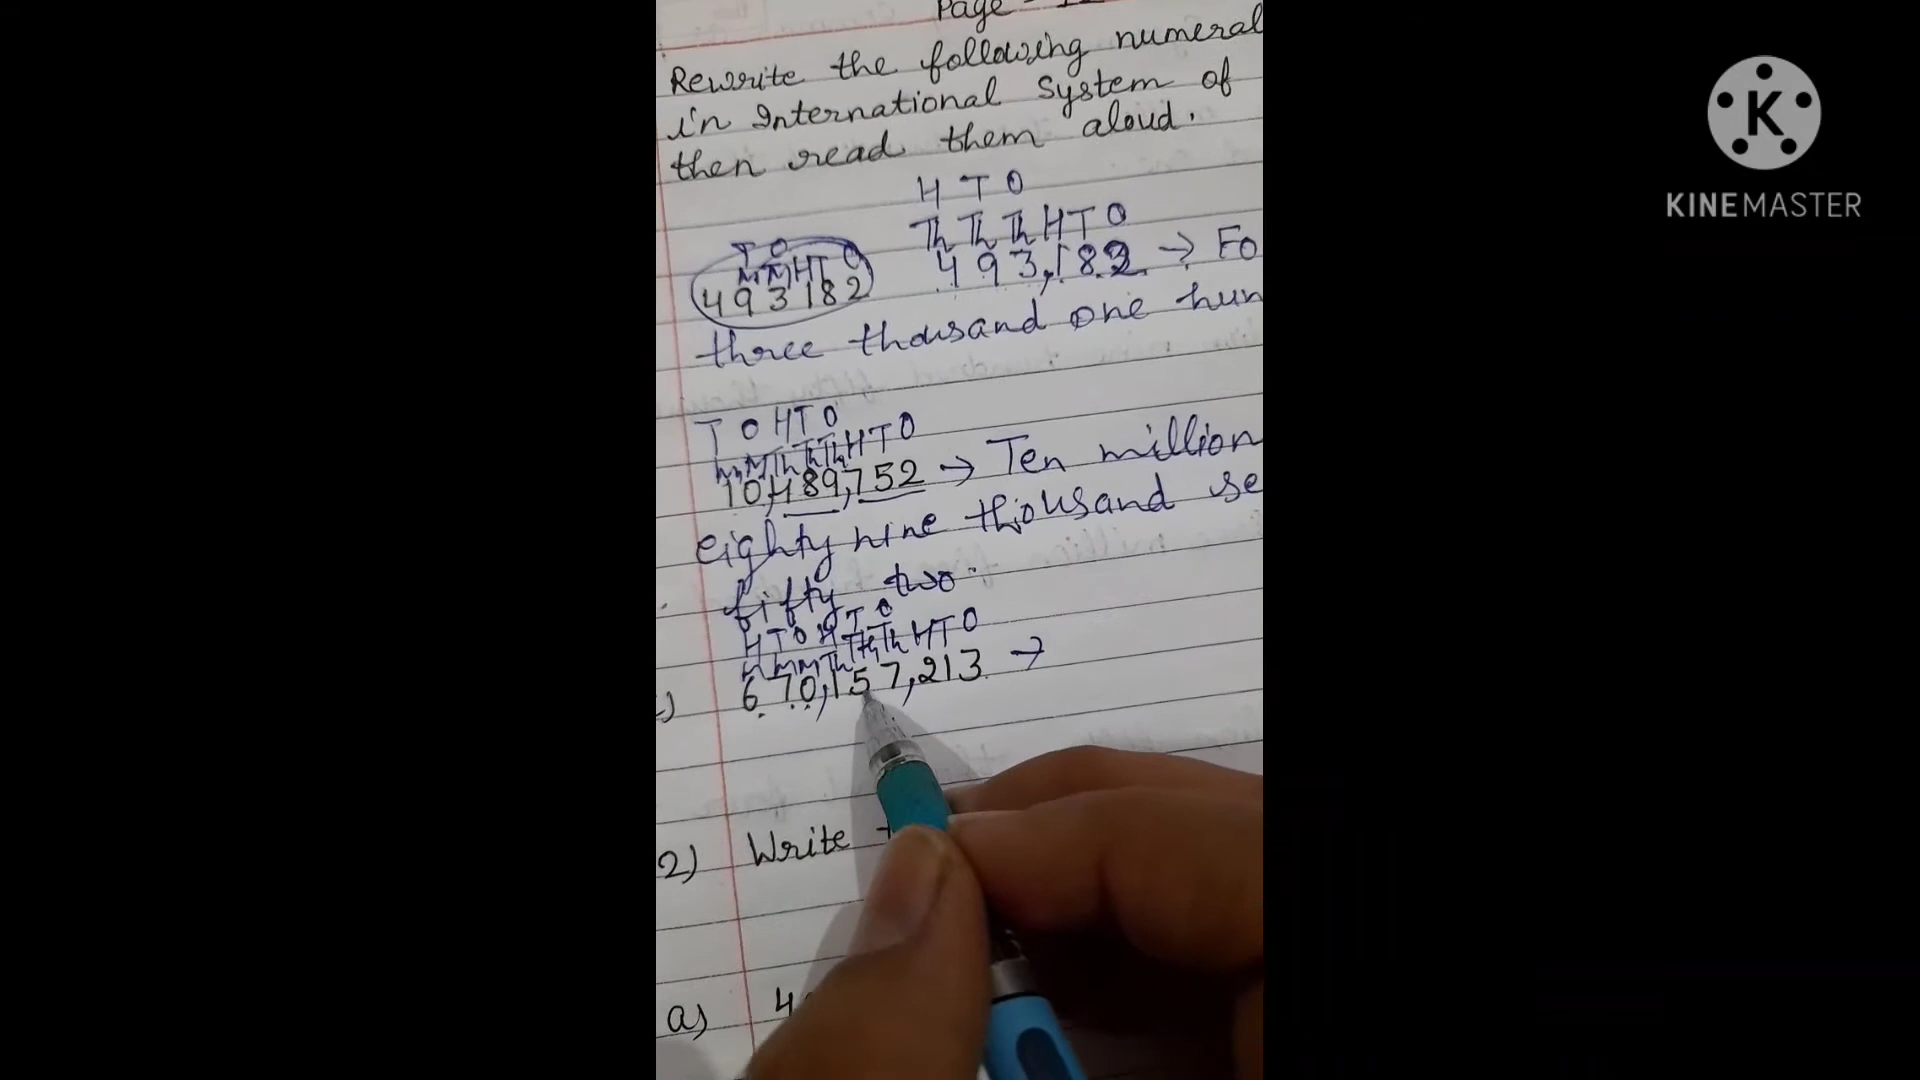 Page
Rewrite the following numeral
in International System of
then read them aloud.
H T O
Th Th Th H T O
T O
M M H T O
493182
493,182 → Fo
three thousand one hun
T O H T O
M M Th Th Th H T O
10,489,752 → Ten million
eighty nine thousand se
fifty two.
H T O H T O
M M M Th Th Th H T O
670,157,213 →
2) Write
a) 4
K
KINEMASTER